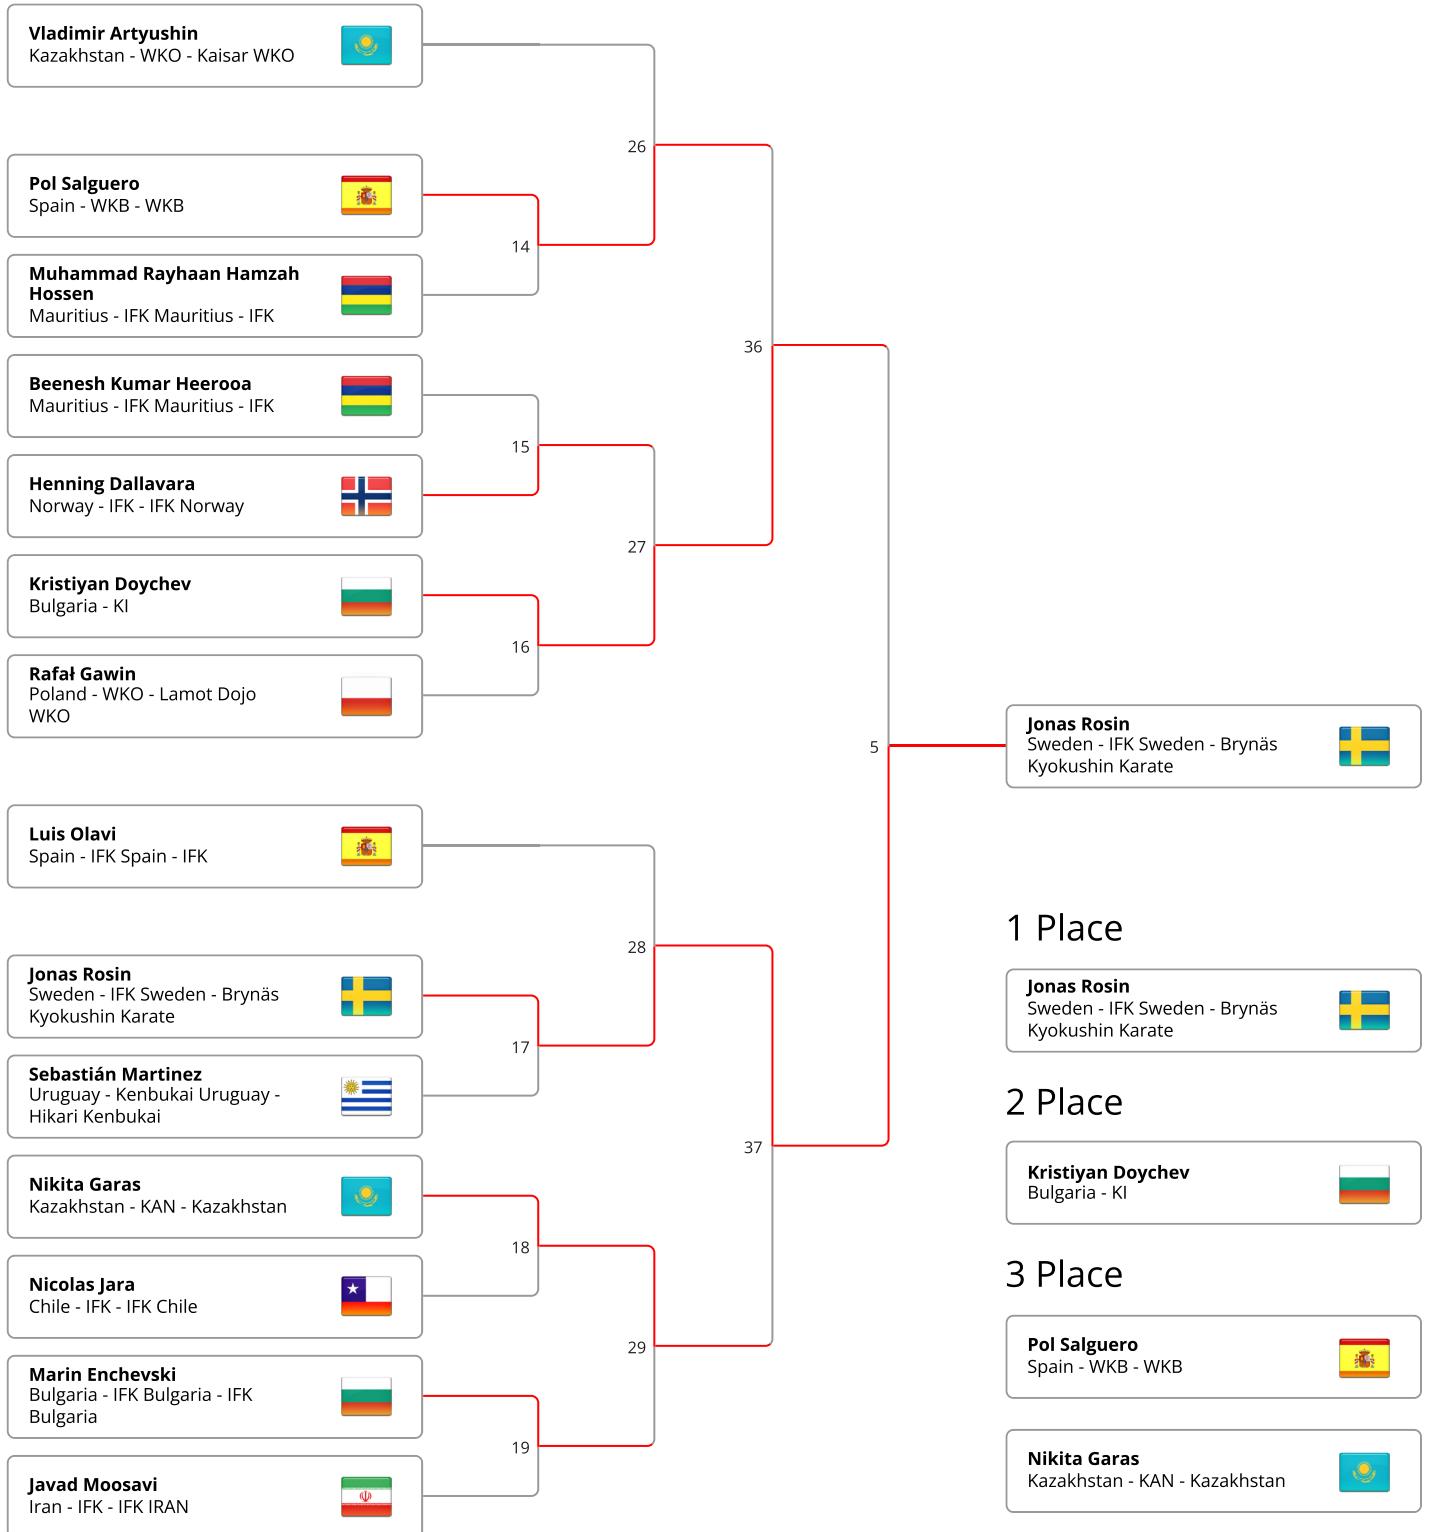 Vladimir Artyushin
Kazakhstan - WKO - Kaisar WKO
26
Pol Salguero
Spain - WKB - WKB
14
Muhammad Rayhaan Hamzah
Hossen
Mauritius - IFK Mauritius - IFK
36
Beenesh Kumar Heerooa
Mauritius - IFK Mauritius - IFK
15
Henning Dallavara
Norway - IFK - IFK Norway
27
Kristiyan Doychev
Bulgaria - KI
16
Rafał Gawin
Poland - WKO - Lamot Dojo
WKO
5
Jonas Rosin
Sweden - IFK Sweden - Brynäs
Kyokushin Karate
Luis Olavi
Spain - IFK Spain - IFK
28
Jonas Rosin
Sweden - IFK Sweden - Brynäs
Kyokushin Karate
17
Sebastián Martinez
Uruguay - Kenbukai Uruguay -
Hikari Kenbukai
37
Nikita Garas
Kazakhstan - KAN - Kazakhstan
18
Nicolas Jara
Chile - IFK - IFK Chile
29
Marin Enchevski
Bulgaria - IFK Bulgaria - IFK
Bulgaria
19
Javad Moosavi
Iran - IFK - IFK IRAN
1 Place
Jonas Rosin
Sweden - IFK Sweden - Brynäs
Kyokushin Karate
2 Place
Kristiyan Doychev
Bulgaria - KI
3 Place
Pol Salguero
Spain - WKB - WKB
Nikita Garas
Kazakhstan - KAN - Kazakhstan